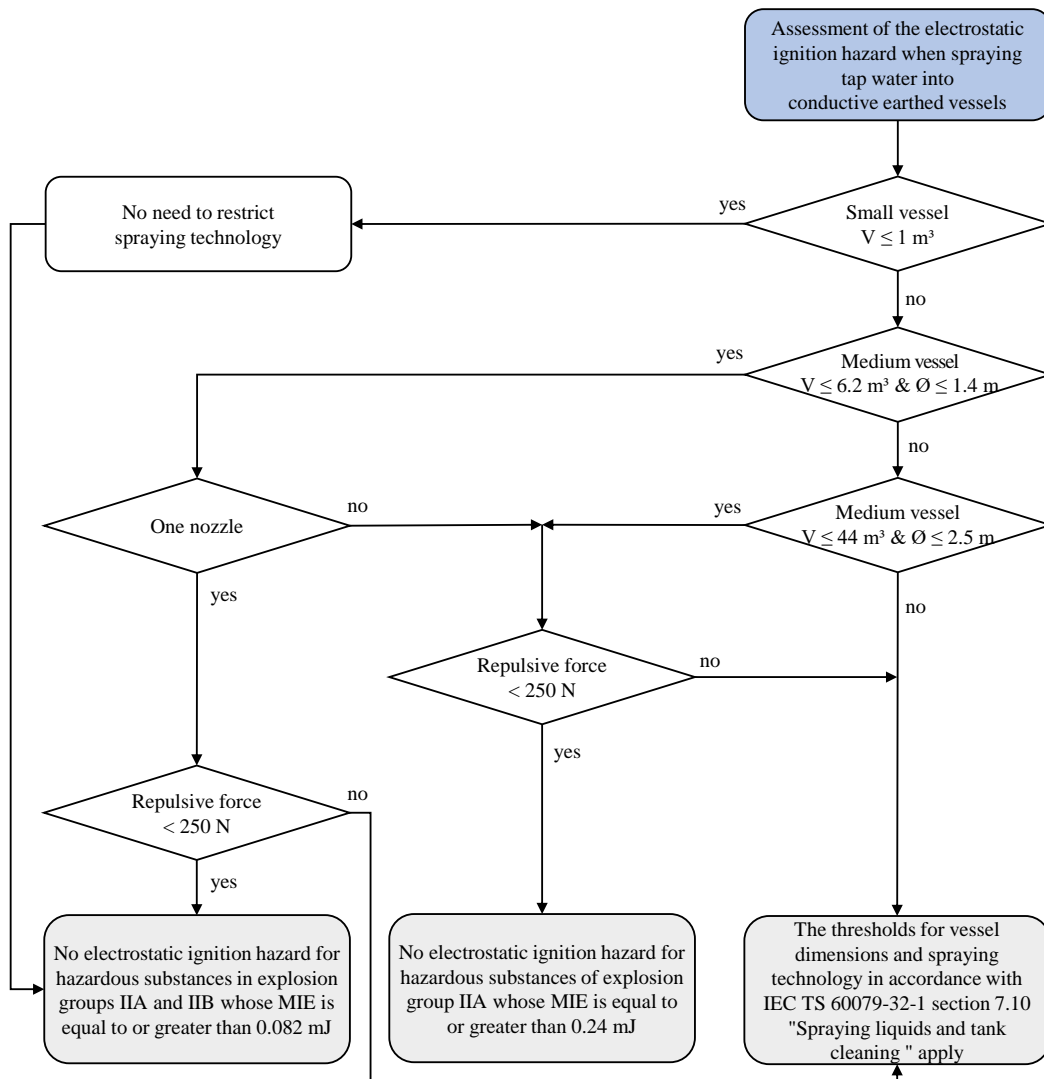 Assessment of the electrostatic
ignition hazard when spraying
tap water into
conductive earthed vessels
yes
No need to restrict
spraying technology
Small vessel
V ≤ 1 m³
no
yes
Medium vessel
V ≤ 6.2 m³ & Ø ≤ 1.4 m
no
One nozzle
no
yes
Medium vessel
V ≤ 44 m³ & Ø ≤ 2.5 m
yes
no
Repulsive force
< 250 N
no
yes
Repulsive force
< 250 N
no
yes
No electrostatic ignition hazard for
hazardous substances in explosion
groups IIA and IIB whose MIE is
equal to or greater than 0.082 mJ
No electrostatic ignition hazard for
hazardous substances of explosion
group IIA whose MIE is equal to
or greater than 0.24 mJ
The thresholds for vessel
dimensions and spraying
technology in accordance with
IEC TS 60079-32-1 section 7.10
"Spraying liquids and tank
cleaning " apply